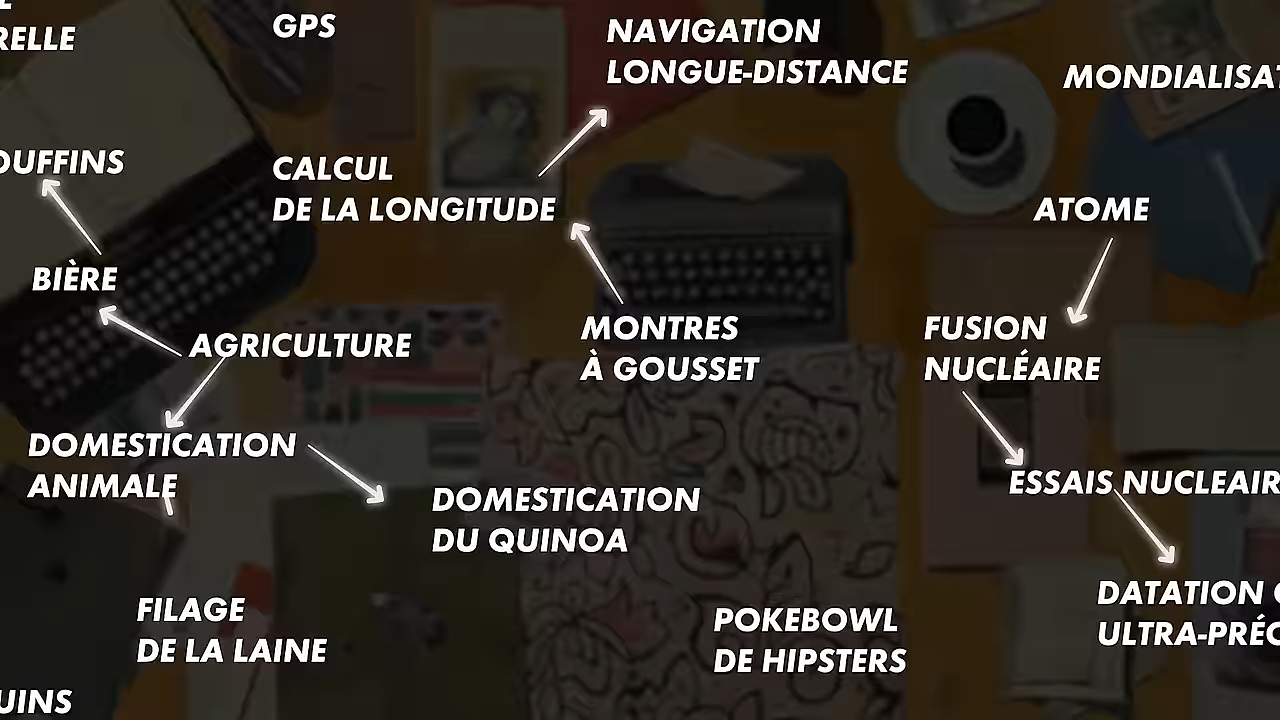 RELLE
GPS
NAVIGATION
LONGUE-DISTANCE
MONDIALISAT
OUFFINS
CALCUL
DE LA LONGITUDE
ATOME
BIÈRE
AGRICULTURE
MONTRES
À GOUSSET
FUSION
NUCLÉAIRE
DOMESTICATION
ANIMALE
DOMESTICATION
DU QUINOA
ESSAIS NUCLEAIR
DATATION
ULTRA-PRÉC
FILAGE
DE LA LAINE
POKEBOWL
DE HIPSTERS
UINS